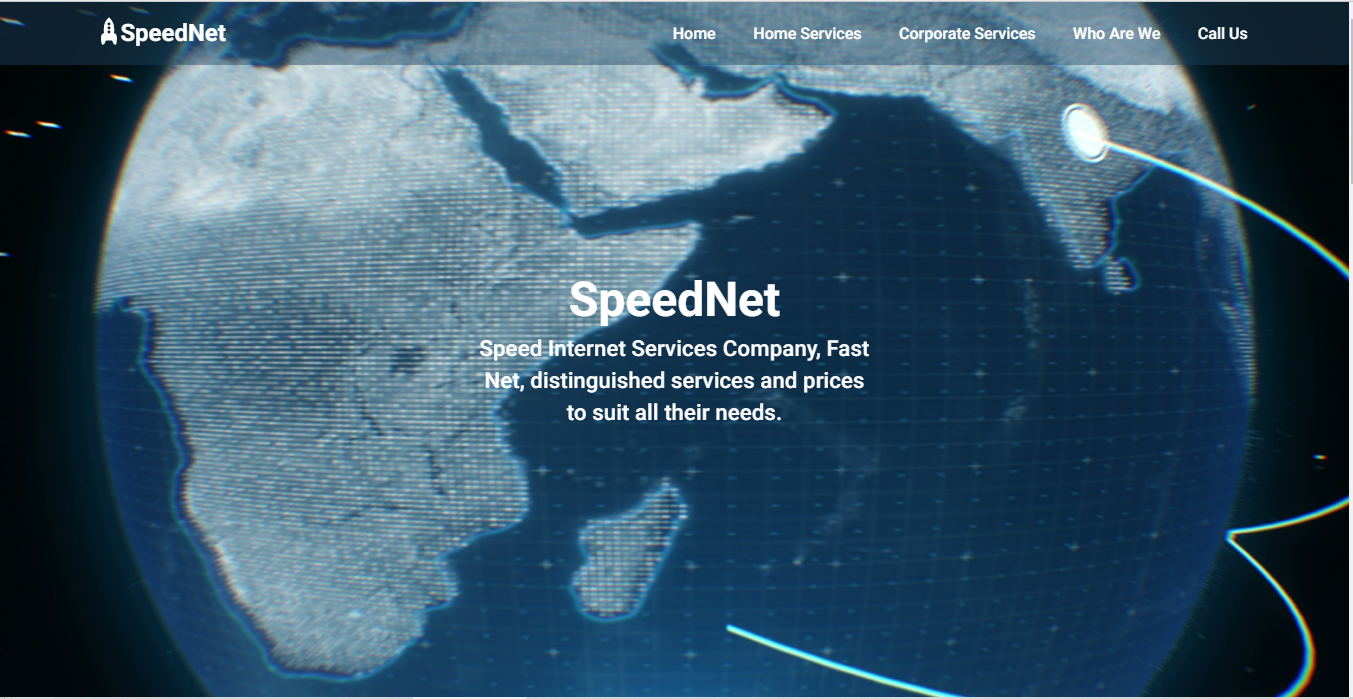 SpeedNet
Home Home Services Corporate Services Who Are We Call Us
SpeedNet
Speed Internet Services Company, Fast
Net, distinguished services and prices
to suit all their needs.